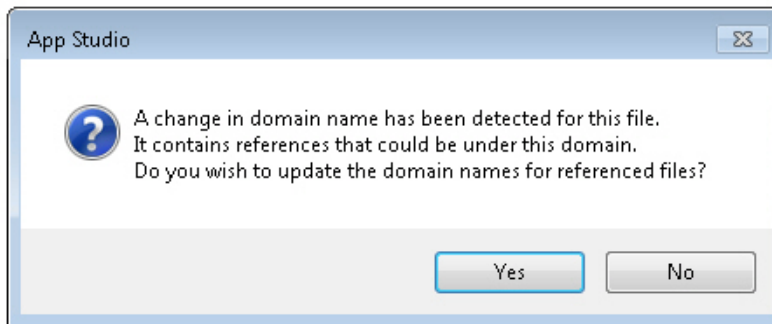 App Studio
A change in domain name has been detected for this file.
It contains references that could be under this domain.
Do you wish to update the domain names for referenced files?
Yes No